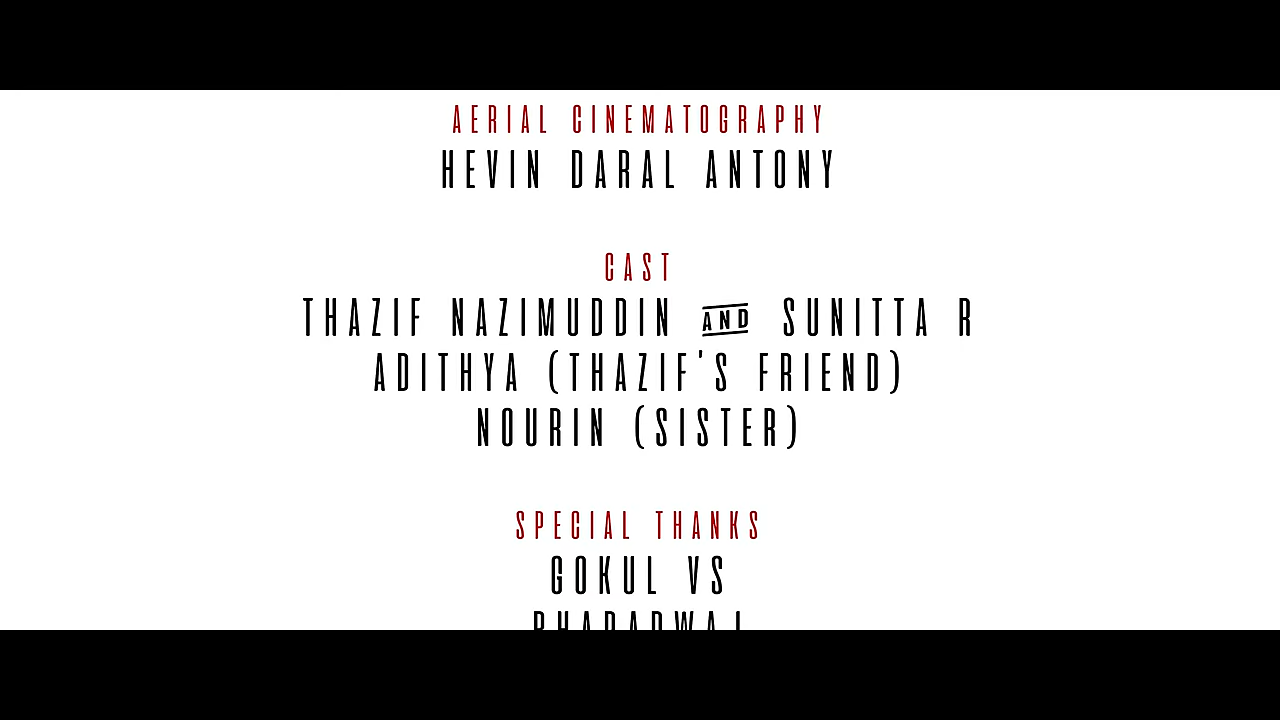 AERIAL CINEMATOGRAPHY
HEVIN DARAL ANTONY
CAST
THAZIF NAZIMUDDIN AND SUNITTA R
ADITHYA (THAZIF'S FRIEND)
NOURIN (SISTER)
SPECIAL THANKS
GOKUL VS